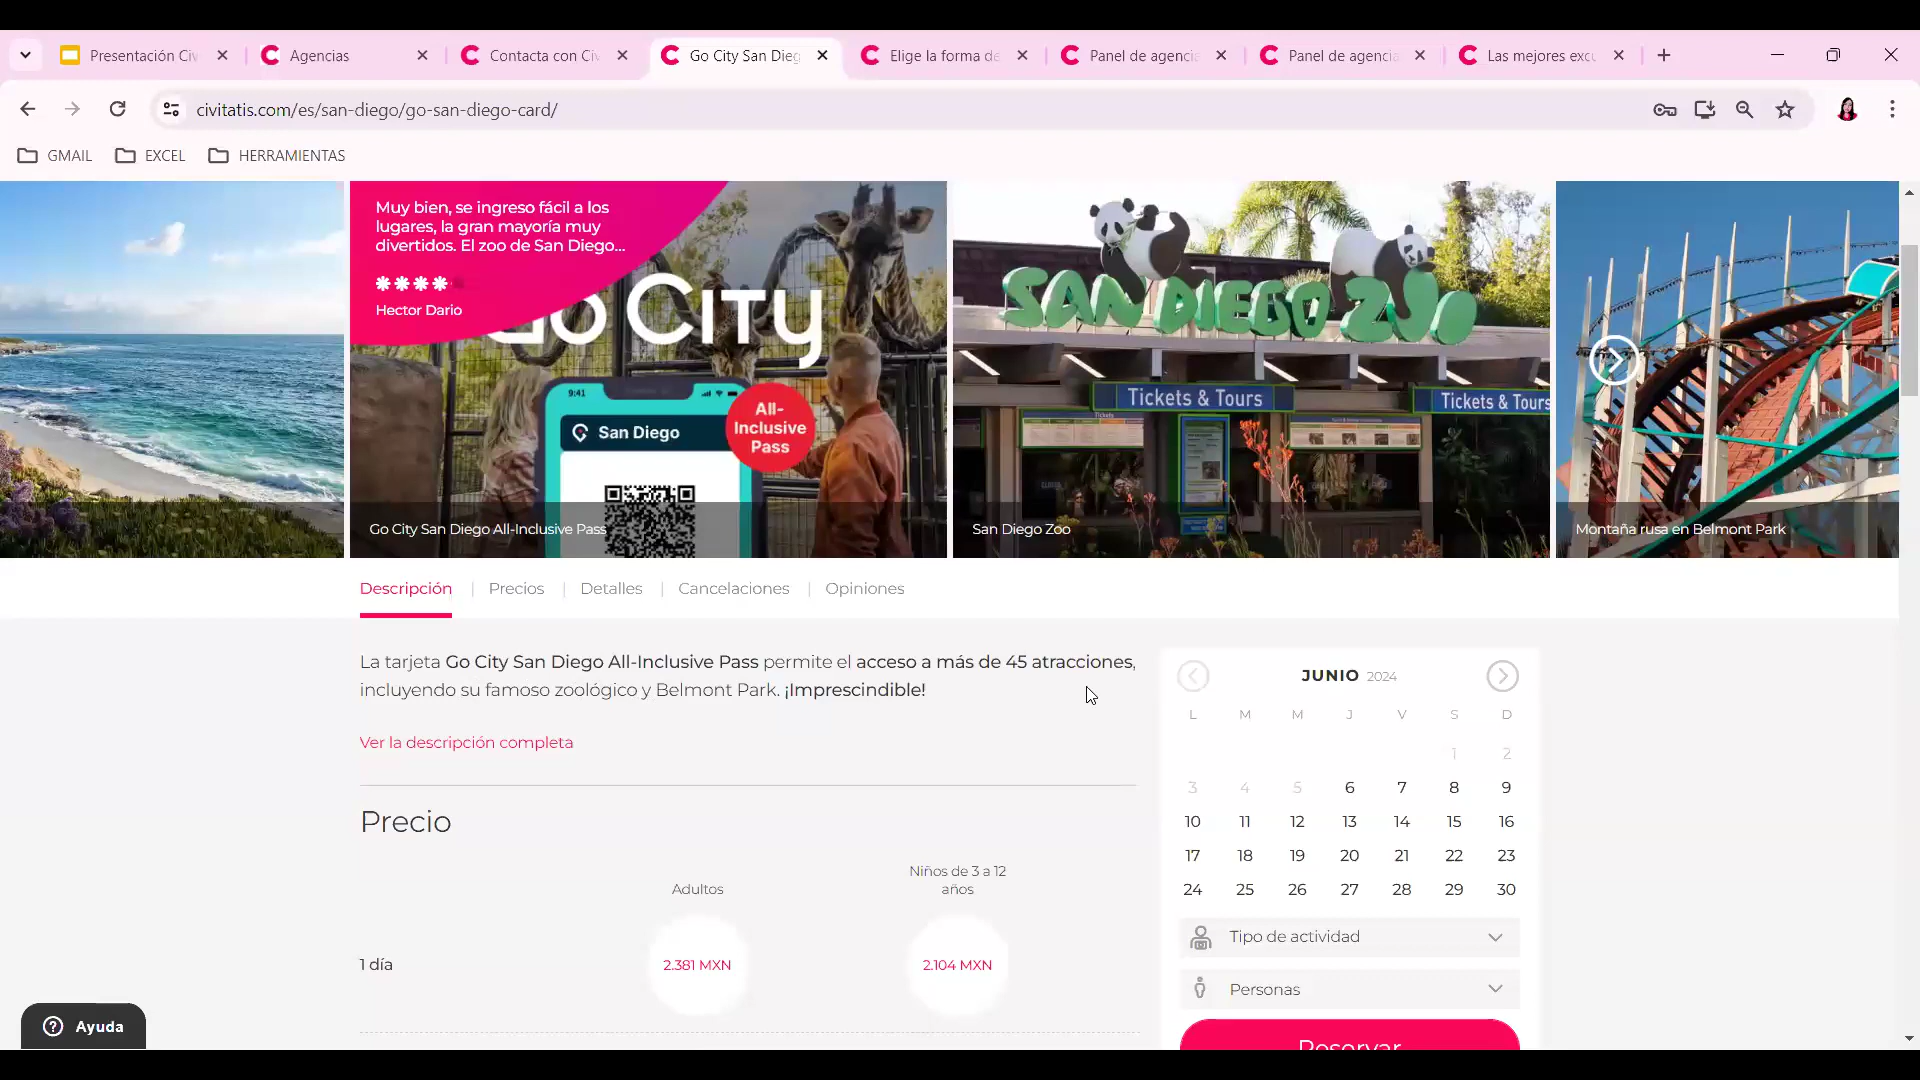 Presentación Civ
Agencias
Contacta con Civ
Go City San Dieg
Elige la forma de
Panel de agencia
Panel de agencia
Las mejores excu
civitatis.com/es/san-diego/go-san-diego-card/
GMAIL
EXCEL
HERRAMIENTAS
Muy bien, se ingreso fácil a los
lugares, la gran mayoría muy
divertidos. El zoo de San Diego...
Hector Dario
Go City
9:41
San Diego
All-
Inclusive
Pass
Go City San Diego All-Inclusive Pass
SAN DIEGO ZOO
Tickets & Tours
Tickets & Tours
Tickets
San Diego Zoo
Montaña rusa en Belmont Park
Descripción
Precios
Detalles
Cancelaciones
Opiniones
La tarjeta Go City San Diego All-Inclusive Pass permite el acceso a más de 45 atracciones,
incluyendo su famoso zoológico y Belmont Park. ¡Imprescindible!
Ver la descripción completa
Precio
Adultos
Niños de 3 a 12
años
1 día
2.381 MXN
2.104 MXN
JUNIO 2024
L M M J V S D
1 2
3 4 5 6 7 8 9
10 11 12 13 14 15 16
17 18 19 20 21 22 23
24 25 26 27 28 29 30
Tipo de actividad
Personas
Reservar
Ayuda